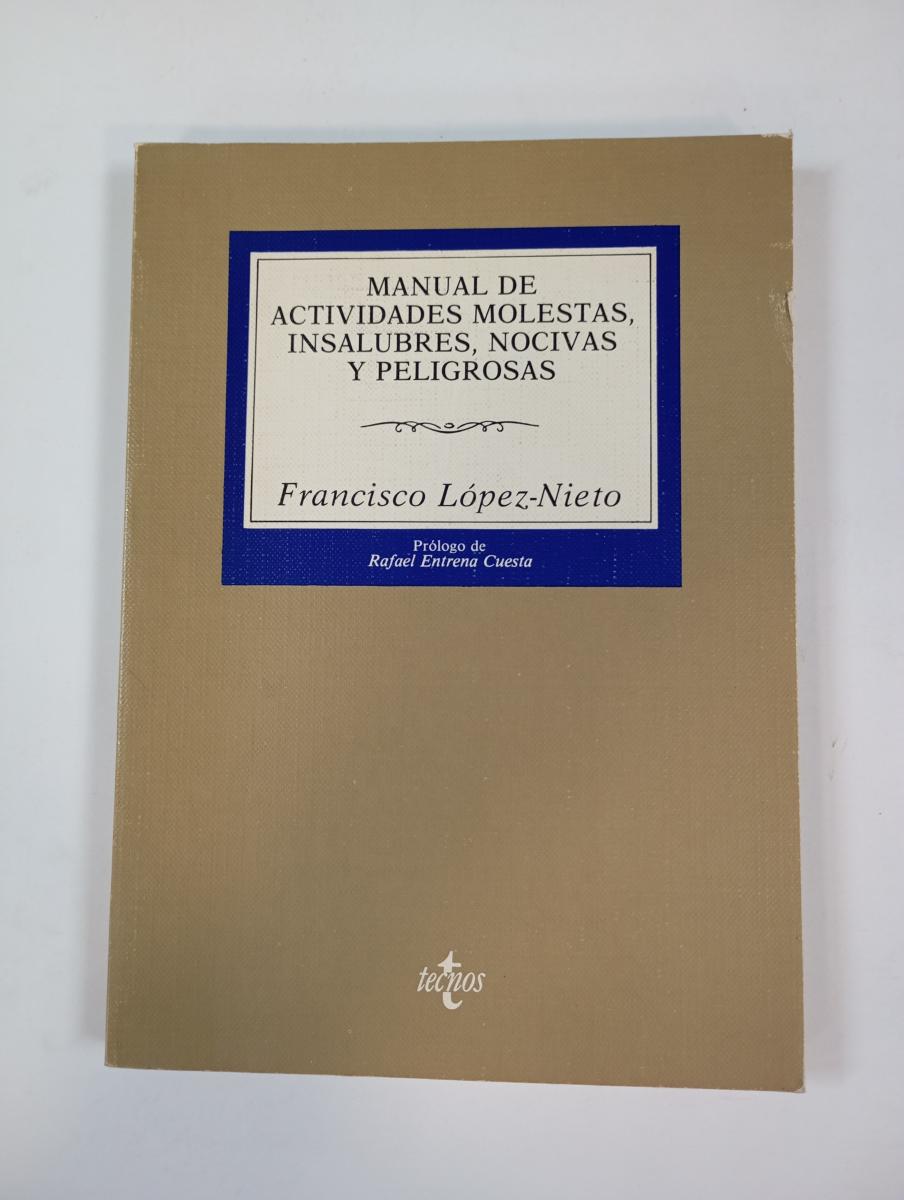 MANUAL DE
ACTIVIDADES MOLESTAS,
INSALUBRES, NOCIVAS
Y PELIGROSAS
Francisco López-Nieto
Prólogo de
Rafael Entrena Cuesta
tecnos